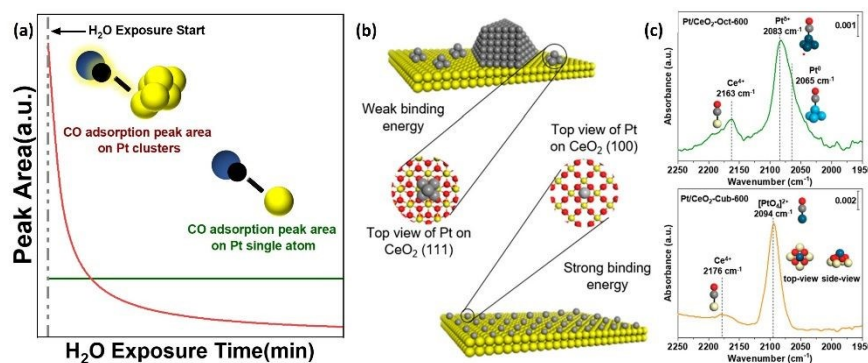 (a)
H₂O Exposure Start
CO adsorption peak area
on Pt clusters
CO adsorption peak area
on Pt single atom
Peak Area(a.u.)
H₂O Exposure Time(min)
(b)
Weak binding
energy
Top view of Pt
on CeO₂ (100)
Top view of Pt on
CeO₂ (111)
Strong binding
energy
(c)
Pt/CeO₂-Oct-600
Ptᵟ⁺
2083 cm⁻¹
0.001
Pt⁰
2065 cm⁻¹
Ce⁴⁺
2163 cm⁻¹
Absorbance (a.u.)
2250 2200 2150 2100 2050 2000 1950
Wavenumber (cm⁻¹)
Pt/CeO₂-Cub-600
[PtO₄]²⁺
2094 cm⁻¹
0.002
Ce⁴⁺
2176 cm⁻¹
top-view side-view
Absorbance (a.u.)
2250 2200 2150 2100 2050 2000 1950
Wavenumber (cm⁻¹)